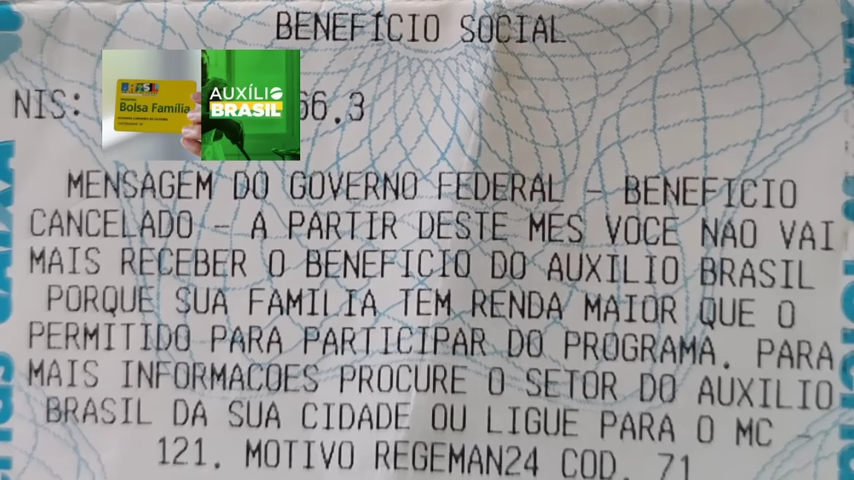 BENEFICIO SOCIAL
BRASIL
Bolsa Família
AUXÍLIO
BRASIL
NIS: 66.3
MENSAGEM DO GOVERNO FEDERAL - BENEFICIO
CANCELADO - A PARTIR DESTE MES VOCE NAO VAI
MAIS RECEBER O BENEFICIO DO AUXILIO BRASIL
PORQUE SUA FAMILIA TEM RENDA MAIOR QUE O
PERMITIDO PARA PARTICIPAR DO PROGRAMA. PARA
MAIS INFORMACOES PROCURE O SETOR DO AUXILIO
BRASIL DA SUA CIDADE OU LIGUE PARA O MC -
121. MOTIVO REGEMAN24 COD. 71